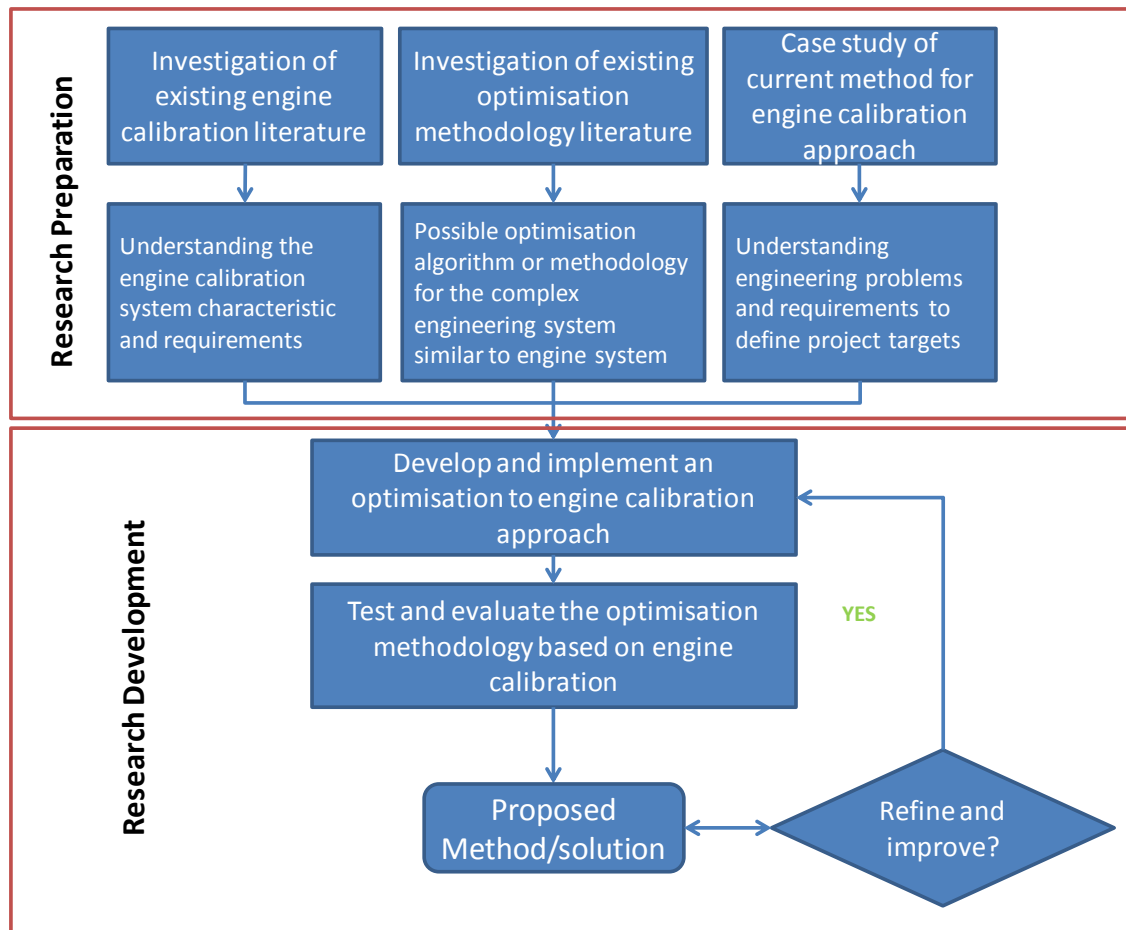 Research Preparation
Investigation of
existing engine
calibration literature
Investigation of existing
optimisation
methodology literature
Case study of
current method for
engine calibration
approach
Understanding the
engine calibration
system characteristic
and requirements
Possible optimisation
algorithm or methodology
for the complex
engineering system
similar to engine system
Understanding
engineering problems
and requirements to
define project targets
Research Development
Develop and implement an
optimisation to engine calibration
approach
Test and evaluate the optimisation
methodology based on engine
calibration
YES
Proposed
Method/solution
Refine and
improve?